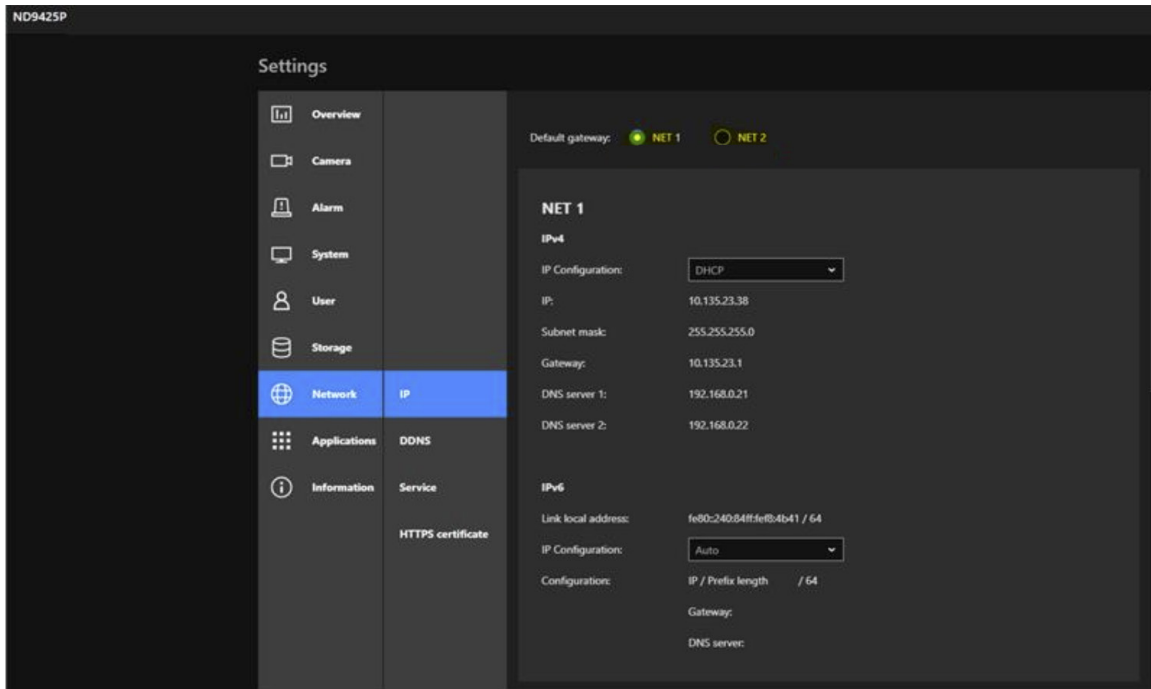 ND9425P
Settings
Overview
Camera
Alarm
System
User
Storage
Network
Applications
Information
IP
DDNS
Service
HTTPS certificate
Default gateway: NET 1 NET 2
NET 1
IPv4
IP Configuration: DHCP
IP: 10.135.23.38
Subnet mask: 255.255.255.0
Gateway: 10.135.23.1
DNS server 1: 192.168.0.21
DNS server 2: 192.168.0.22
IPv6
Link local address: fe80::240:84ff:fef8:4b41 / 64
IP Configuration: Auto
Configuration: IP / Prefix length / 64
Gateway:
DNS server: